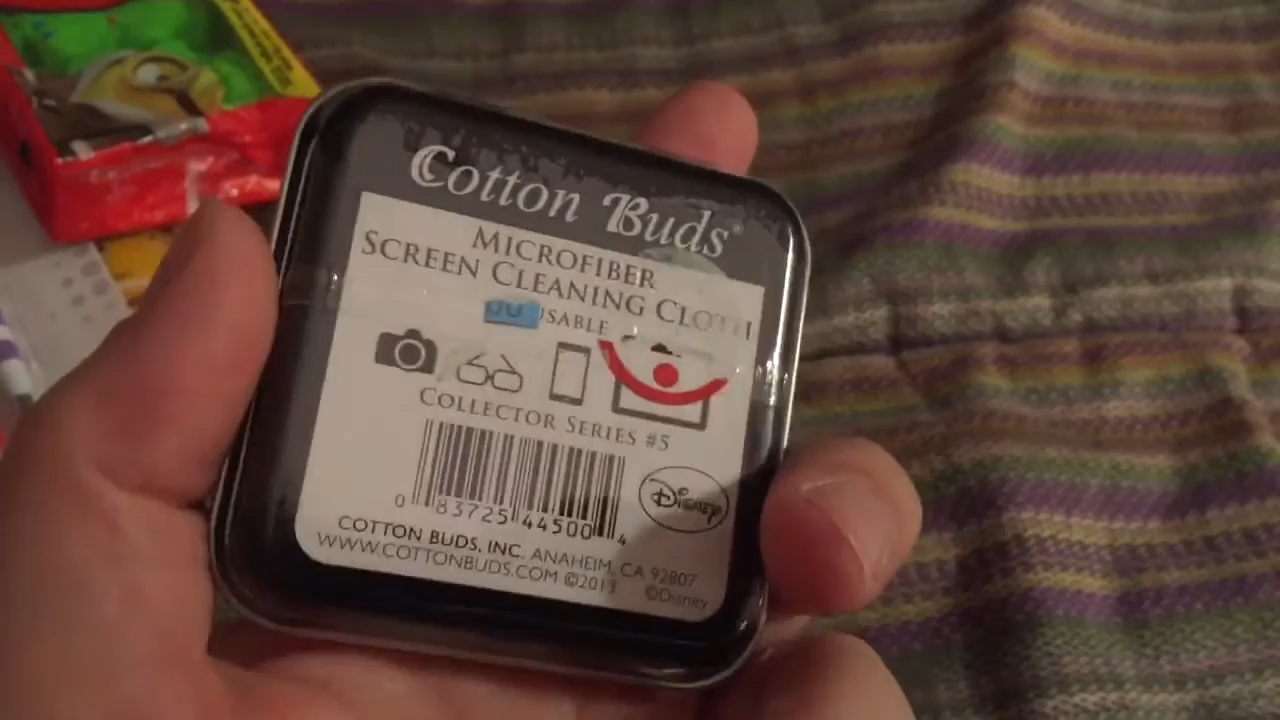 Cotton Buds®
MICROFIBER
SCREEN CLEANING CLOTH
USABLE
COLLECTOR SERIES #5
0 83725 44500 4
Disney
COTTON BUDS, INC. ANAHEIM, CA 92807
WWW.COTTONBUDS.COM ©2013
©Disney